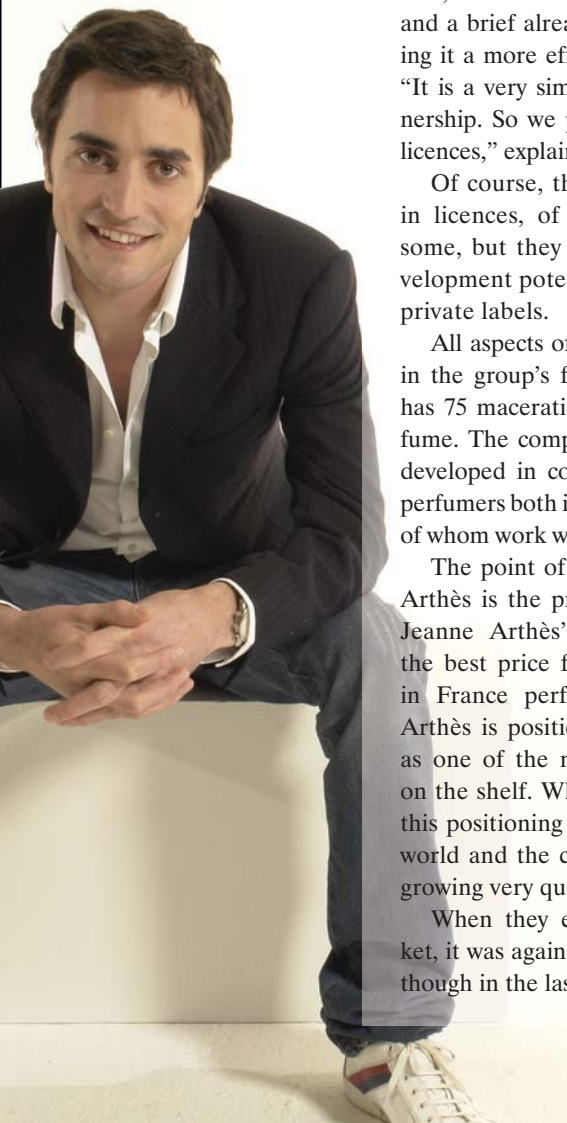 and a brief alrea
ing it a more eff
“It is a very sim
nership. So we p
licences,” explain
Of course, th
in licences, of
some, but they
velopment pote
private labels.
All aspects of
in the group’s f
has 75 maceratio
fume. The comp
developed in co
perfumers both i
of whom work w
The point of
Arthès is the pr
Jeanne Arthès’
the best price f
in France perf
Arthès is positio
as one of the m
on the shelf. Wh
this positioning
world and the c
growing very qu
When they e
ket, it was again
though in the las